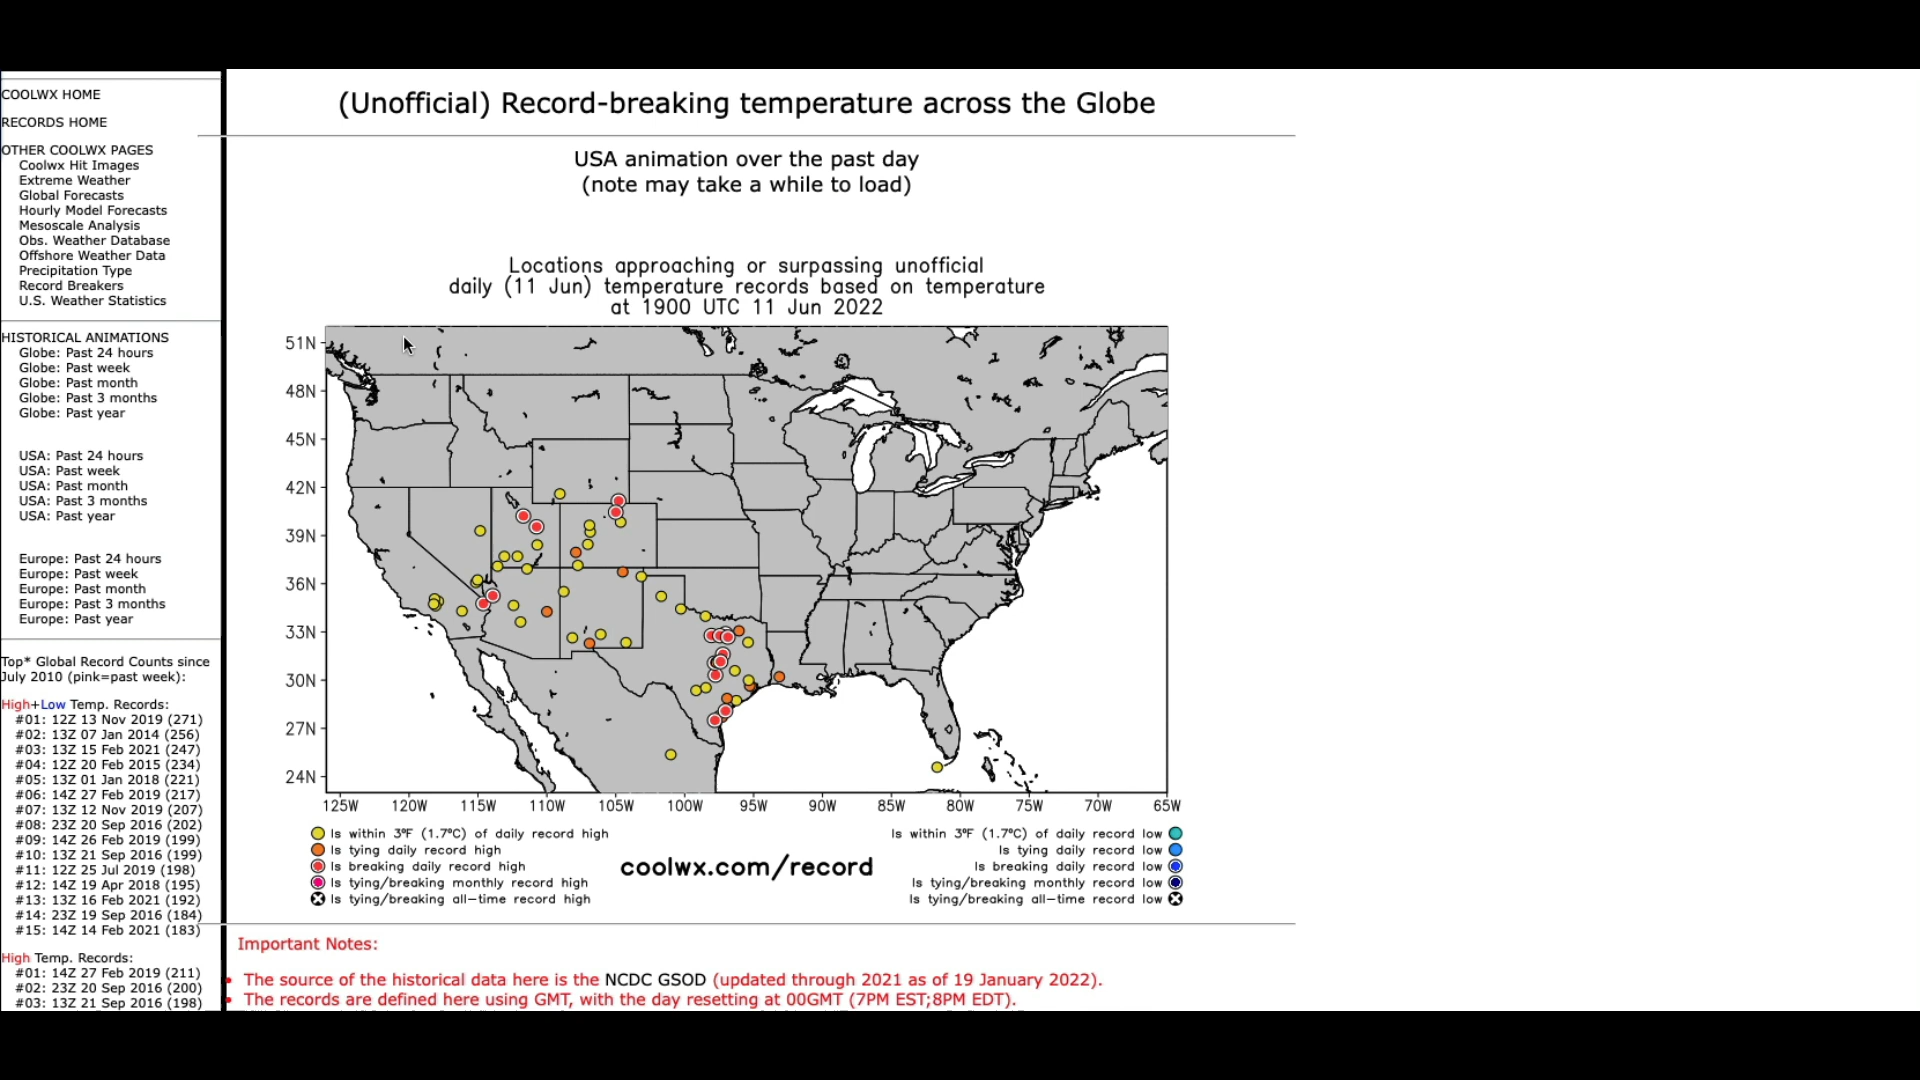 COOLWX HOME
RECORDS HOME
OTHER COOLWX PAGES
Coolwx Hit Images
Extreme Weather
Global Forecasts
Hourly Model Forecasts
Mesoscale Analysis
Obs. Weather Database
Offshore Weather Data
Precipitation Type
Record Breakers
U.S. Weather Statistics
HISTORICAL ANIMATIONS
Globe: Past 24 hours
Globe: Past week
Globe: Past month
Globe: Past 3 months
Globe: Past year
USA: Past 24 hours
USA: Past week
USA: Past month
USA: Past 3 months
USA: Past year
Europe: Past 24 hours
Europe: Past week
Europe: Past month
Europe: Past 3 months
Europe: Past year
Top* Global Record Counts since
July 2010 (pink=past week):
High+Low Temp. Records:
#01: 12Z 13 Nov 2019 (271)
#02: 13Z 07 Jan 2014 (256)
#03: 13Z 15 Feb 2021 (247)
#04: 12Z 20 Feb 2015 (234)
#05: 13Z 01 Jan 2018 (221)
#06: 14Z 27 Feb 2019 (217)
#07: 13Z 12 Nov 2019 (207)
#08: 23Z 20 Sep 2016 (202)
#09: 14Z 26 Feb 2019 (199)
#10: 13Z 21 Sep 2016 (199)
#11: 12Z 25 Jul 2019 (198)
#12: 14Z 19 Apr 2018 (195)
#13: 13Z 16 Feb 2021 (192)
#14: 23Z 19 Sep 2016 (184)
#15: 14Z 14 Feb 2021 (183)
High Temp. Records:
#01: 14Z 27 Feb 2019 (211)
#02: 23Z 20 Sep 2016 (200)
#03: 13Z 21 Sep 2016 (198)
(Unofficial) Record-breaking temperature across the Globe
USA animation over the past day
(note may take a while to load)
Locations approaching or surpassing unofficial
daily (11 Jun) temperature records based on temperature
at 1900 UTC 11 Jun 2022
51N
48N
45N
42N
39N
36N
33N
30N
27N
24N
125W 120W 115W 110W 105W 100W 95W 90W 85W 80W 75W 70W 65W
Is within 3°F (1.7°C) of daily record high
Is tying daily record high
Is breaking daily record high
Is tying/breaking monthly record high
Is tying/breaking all-time record high
coolwx.com/record
Is within 3°F (1.7°C) of daily record low
Is tying daily record low
Is breaking daily record low
Is tying/breaking monthly record low
Is tying/breaking all-time record low
Important Notes:
The source of the historical data here is the NCDC GSOD (updated through 2021 as of 19 January 2022).
The records are defined here using GMT, with the day resetting at 00GMT (7PM EST;8PM EDT).